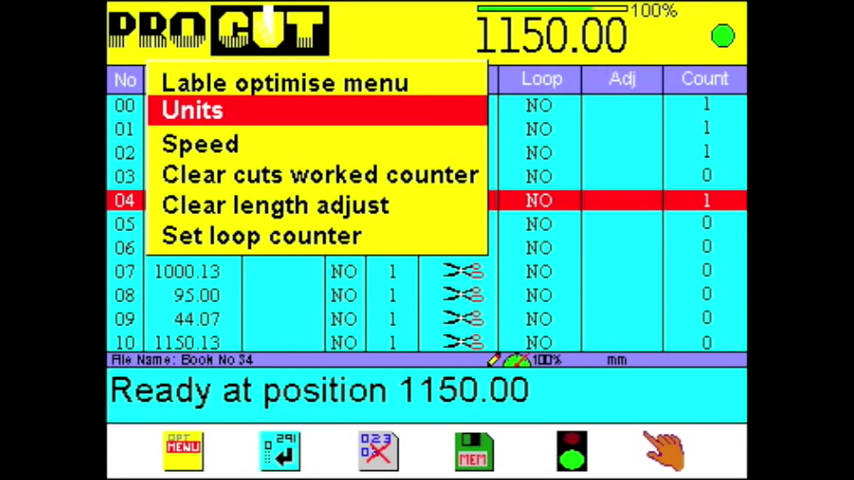 PRO CUT
100%
1150.00
No Loop Adj Count
Lable optimise menu
Units
Speed
Clear cuts worked counter
Clear length adjust
Set loop counter
00 NO 1
01 NO 1
02 NO 1
03 NO 0
04 NO 1
05 NO 0
06 NO 0
07 1000.13 NO 1 NO 0
08 95.00 NO 1 NO 0
09 44.07 NO 1 NO 0
10 1150.13 NO 1 NO 0
File Name: Book No 34 100% mm
Ready at position 1150.00
OPT MENU
291
023
MEM